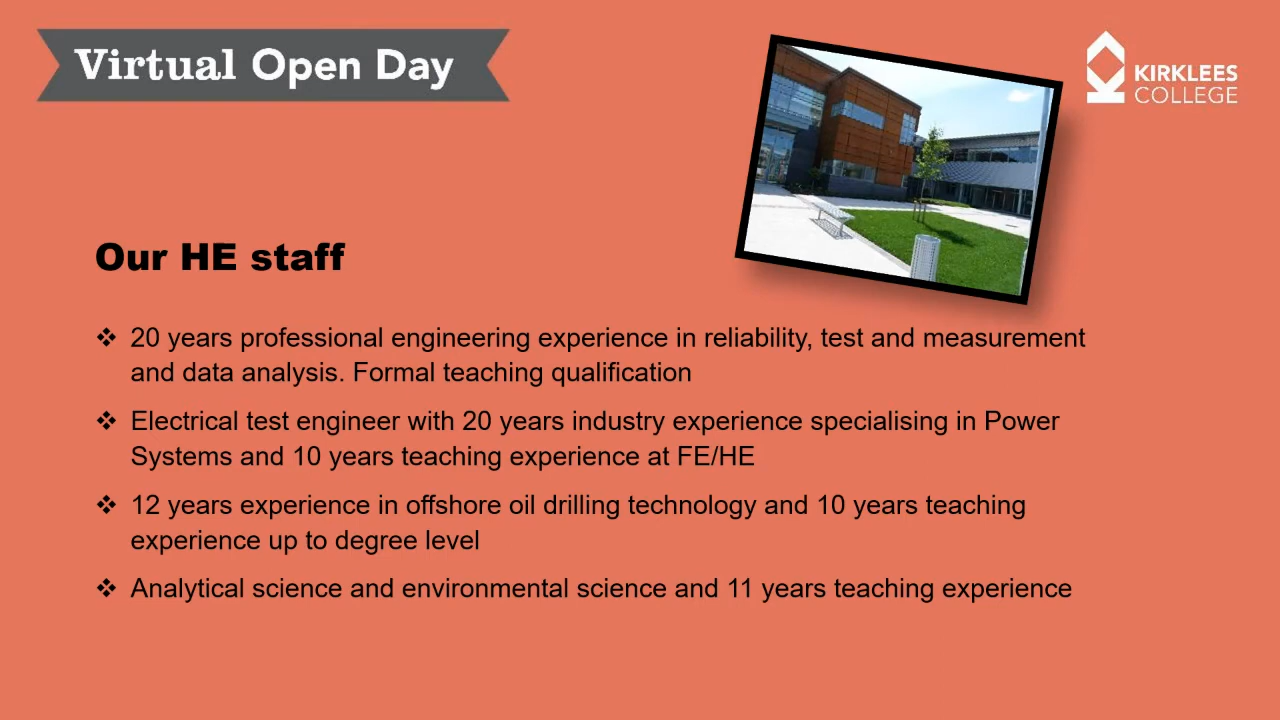 Virtual Open Day
KIRKLEES
COLLEGE
Our HE staff
❖ 20 years professional engineering experience in reliability, test and measurement
and data analysis. Formal teaching qualification
❖ Electrical test engineer with 20 years industry experience specialising in Power
Systems and 10 years teaching experience at FE/HE
❖ 12 years experience in offshore oil drilling technology and 10 years teaching
experience up to degree level
❖ Analytical science and environmental science and 11 years teaching experience